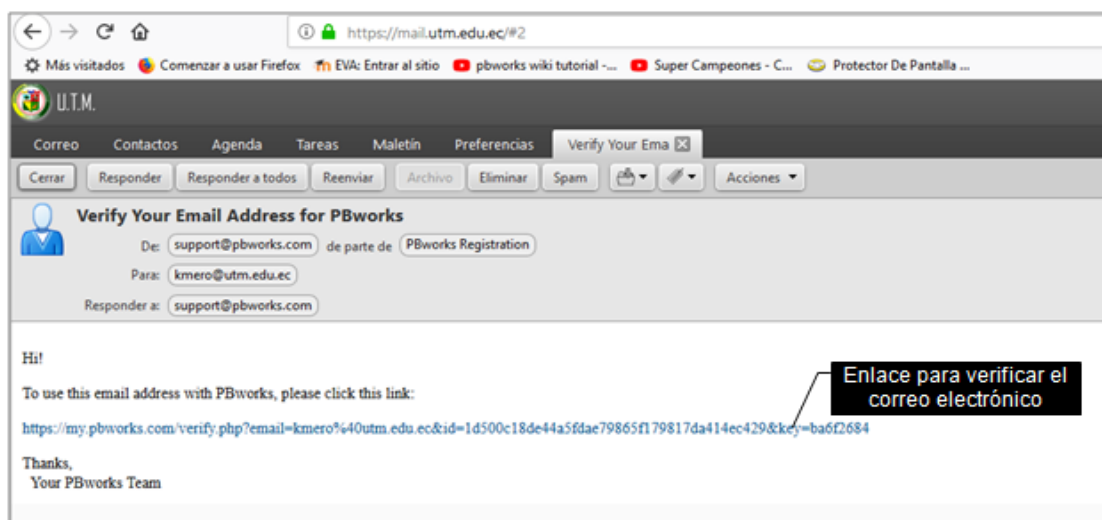 https://mail.utm.edu.ec/#2
Más visitados Comenzar a usar Firefox EVA: Entrar al sitio pbworks wiki tutorial -... Super Campeones - C... Protector De Pantalla ...
U.T.M.
Correo Contactos Agenda Tareas Maletín Preferencias Verify Your Ema
Cerrar Responder Responder a todos Reenviar Archivo Eliminar Spam Acciones
Verify Your Email Address for PBworks
De: support@pbworks.com de parte de PBworks Registration
Para: kmero@utm.edu.ec
Responder a: support@pbworks.com
Hi!
To use this email address with PBworks, please click this link:
Enlace para verificar el
correo electrónico
https://my.pbworks.com/verify.php?email=kmero%40utm.edu.ec&id=1d500c18de44a5fdae79865f179817da414ec429&key=ba6f2684
Thanks,
Your PBworks Team